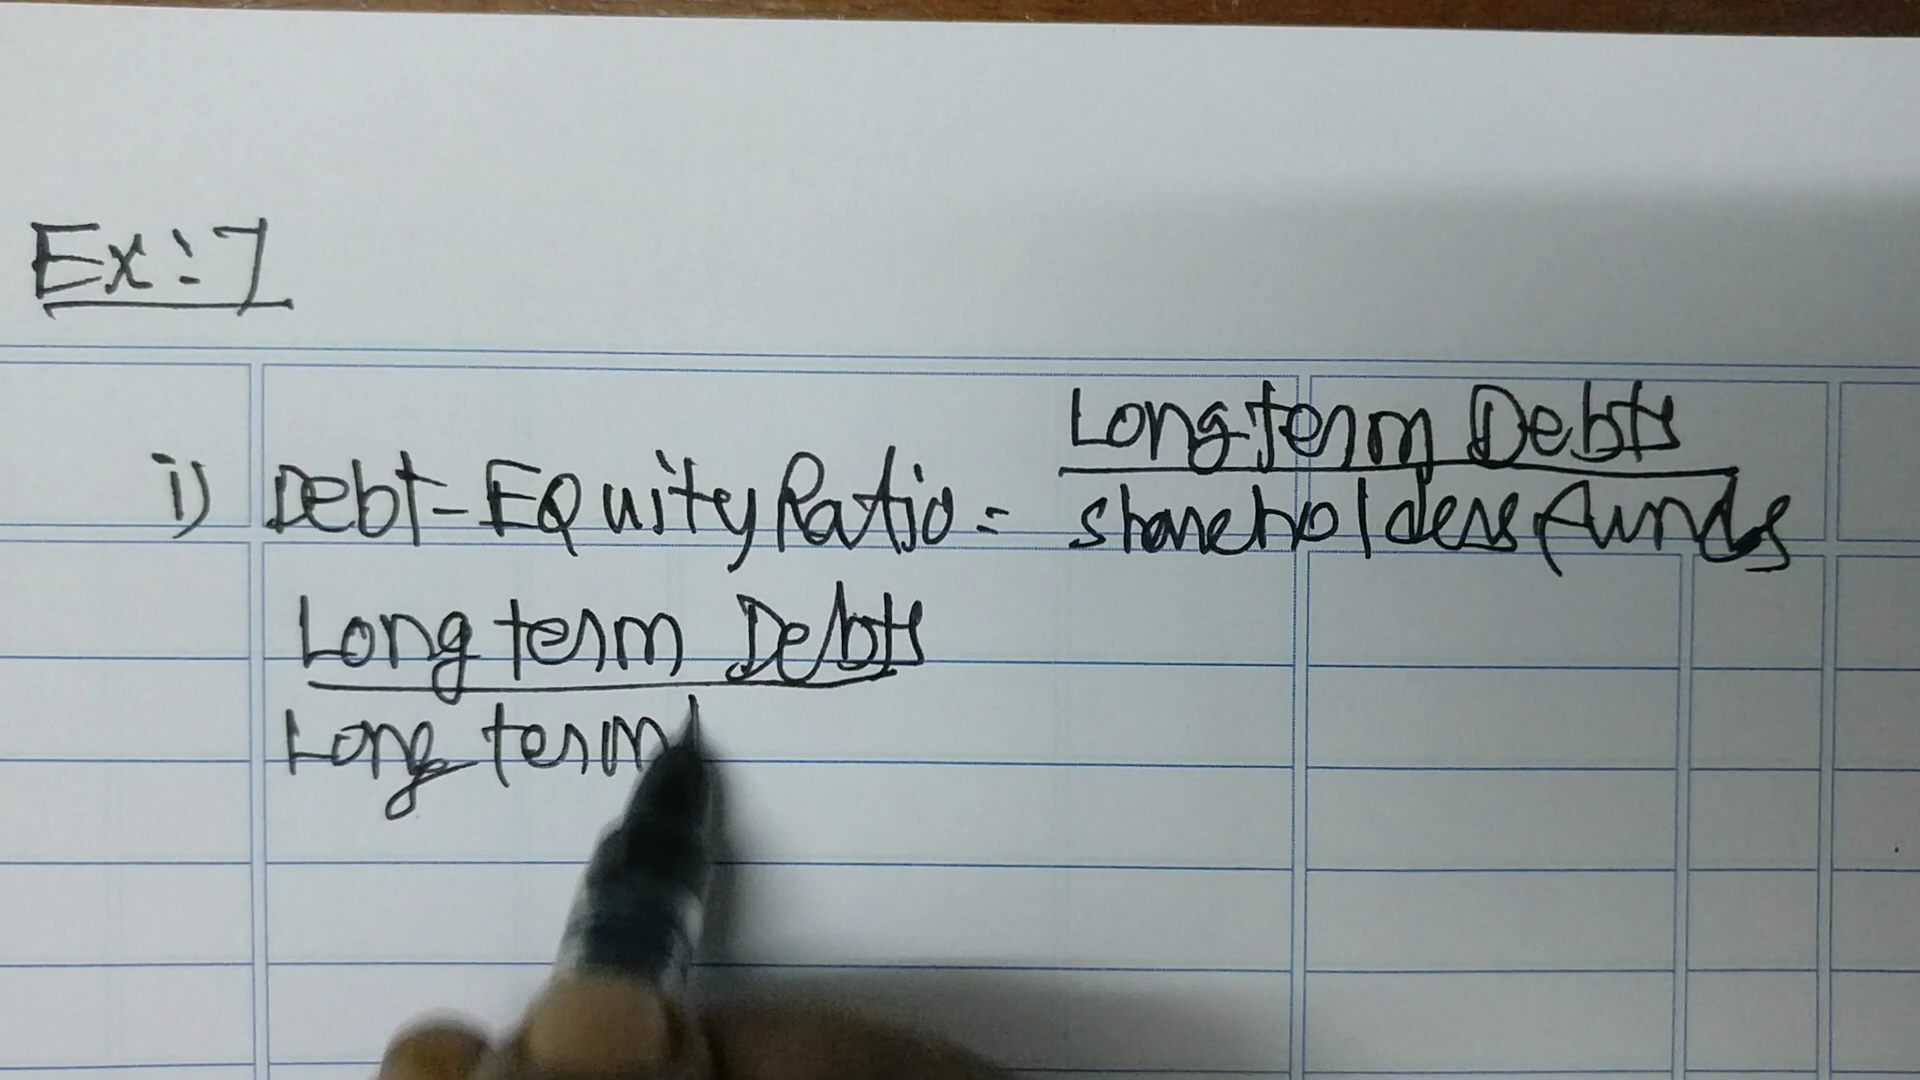 Ex:7
Long term Debts
i) Debt-EQuity Ratio = shareholders funds
Long term Debts
Long term